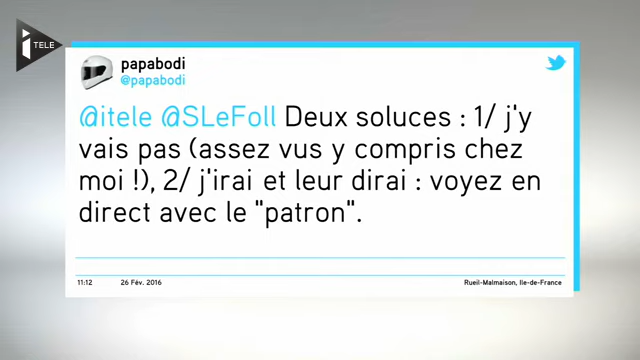 i TELE
papabodi
@papabodi
@itele @SLeFoll Deux soluces : 1/ j'y
vais pas (assez vus y compris chez
moi !), 2/ j'irai et leur dirai : voyez en
direct avec le "patron".
11:12 26 Fév. 2016 Rueil-Malmaison, Ile-de-France